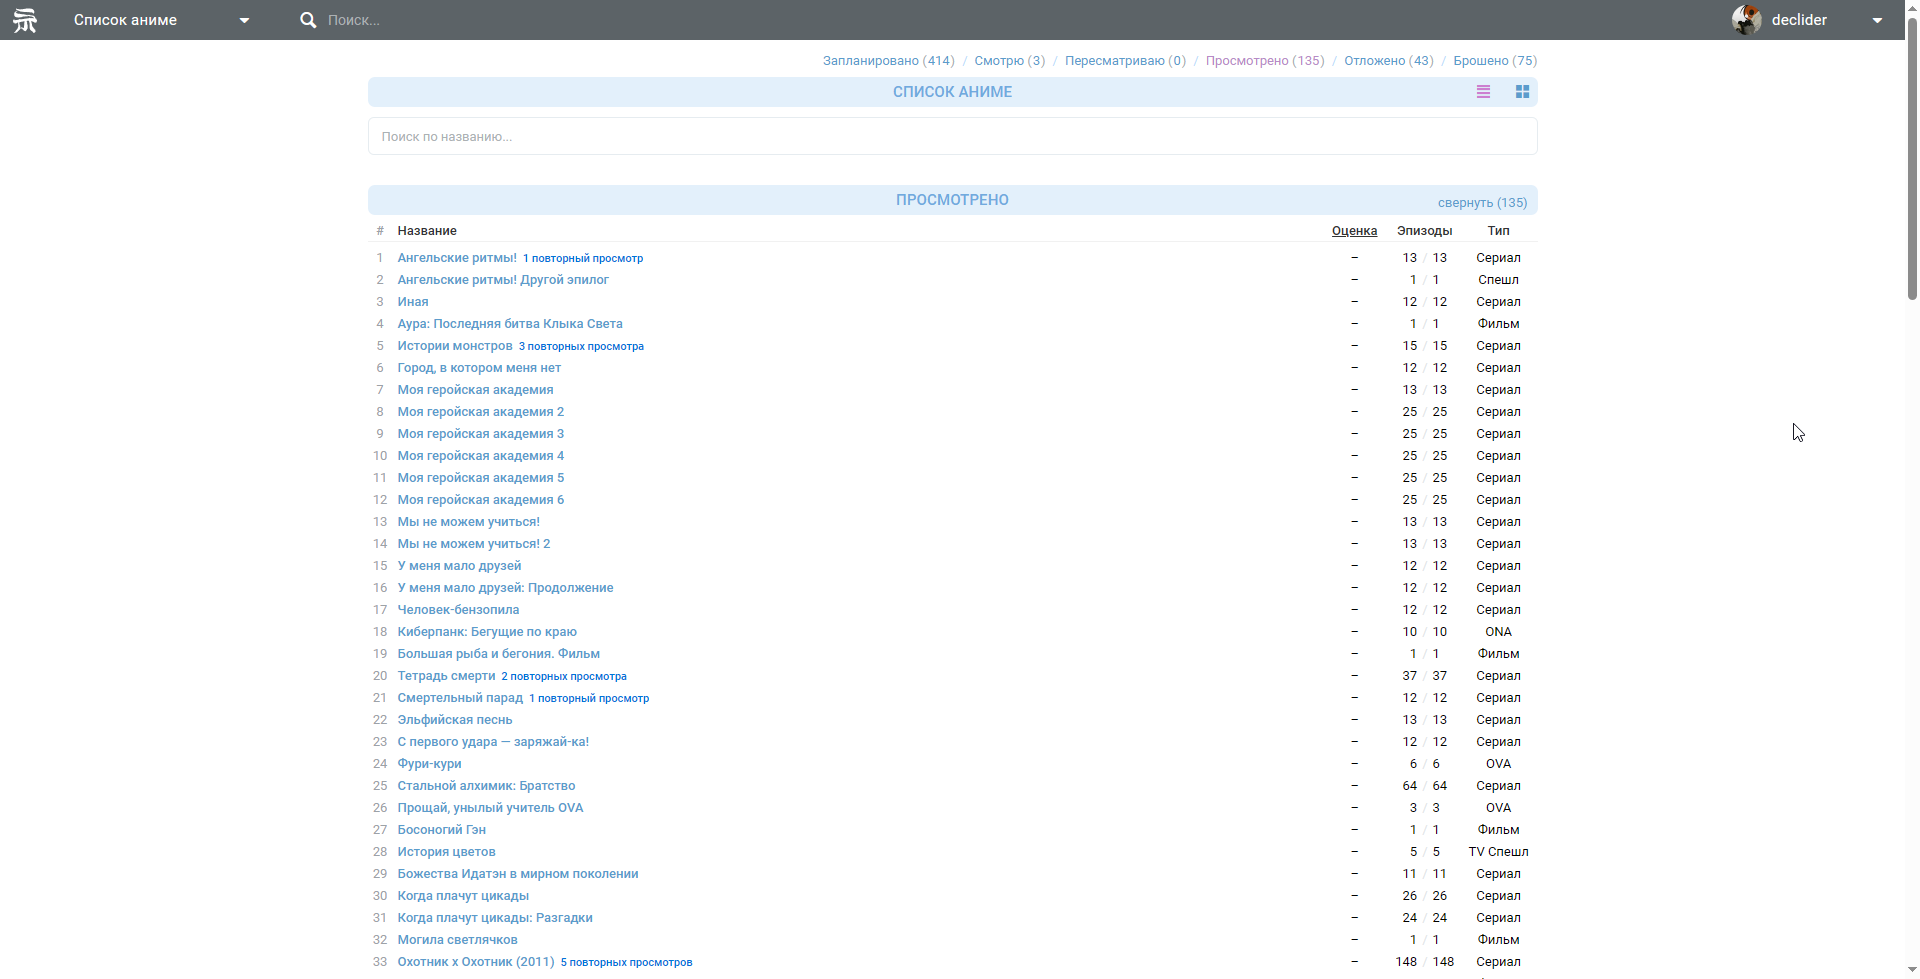 Список аниме Поиск... declider
Запланировано (414) / Смотрю (3) / Пересматриваю (0) / Просмотрено (135) / Отложено (43) / Брошено (75)
СПИСОК АНИМЕ
Поиск по названию...
ПРОСМОТРЕНО свернуть (135)
# Название Оценка Эпизоды Тип
1 Ангельские ритмы! 1 повторный просмотр – 13 / 13 Сериал
2 Ангельские ритмы! Другой эпилог – 1 / 1 Спешл
3 Иная – 12 / 12 Сериал
4 Аура: Последняя битва Клыка Света – 1 / 1 Фильм
5 Истории монстров 3 повторных просмотра – 15 / 15 Сериал
6 Город, в котором меня нет – 12 / 12 Сериал
7 Моя геройская академия – 13 / 13 Сериал
8 Моя геройская академия 2 – 25 / 25 Сериал
9 Моя геройская академия 3 – 25 / 25 Сериал
10 Моя геройская академия 4 – 25 / 25 Сериал
11 Моя геройская академия 5 – 25 / 25 Сериал
12 Моя геройская академия 6 – 25 / 25 Сериал
13 Мы не можем учиться! – 13 / 13 Сериал
14 Мы не можем учиться! 2 – 13 / 13 Сериал
15 У меня мало друзей – 12 / 12 Сериал
16 У меня мало друзей: Продолжение – 12 / 12 Сериал
17 Человек-бензопила – 12 / 12 Сериал
18 Киберпанк: Бегущие по краю – 10 / 10 ONA
19 Большая рыба и бегония. Фильм – 1 / 1 Фильм
20 Тетрадь смерти 2 повторных просмотра – 37 / 37 Сериал
21 Смертельный парад 1 повторный просмотр – 12 / 12 Сериал
22 Эльфийская песнь – 13 / 13 Сериал
23 С первого удара — заряжай-ка! – 12 / 12 Сериал
24 Фури-кури – 6 / 6 OVA
25 Стальной алхимик: Братство – 64 / 64 Сериал
26 Прощай, унылый учитель OVA – 3 / 3 OVA
27 Босоногий Гэн – 1 / 1 Фильм
28 История цветов – 5 / 5 TV Спешл
29 Божества Идатэн в мирном поколении – 11 / 11 Сериал
30 Когда плачут цикады – 26 / 26 Сериал
31 Когда плачут цикады: Разгадки – 24 / 24 Сериал
32 Могила светлячков – 1 / 1 Фильм
33 Охотник х Охотник (2011) 5 повторных просмотров – 148 / 148 Сериал